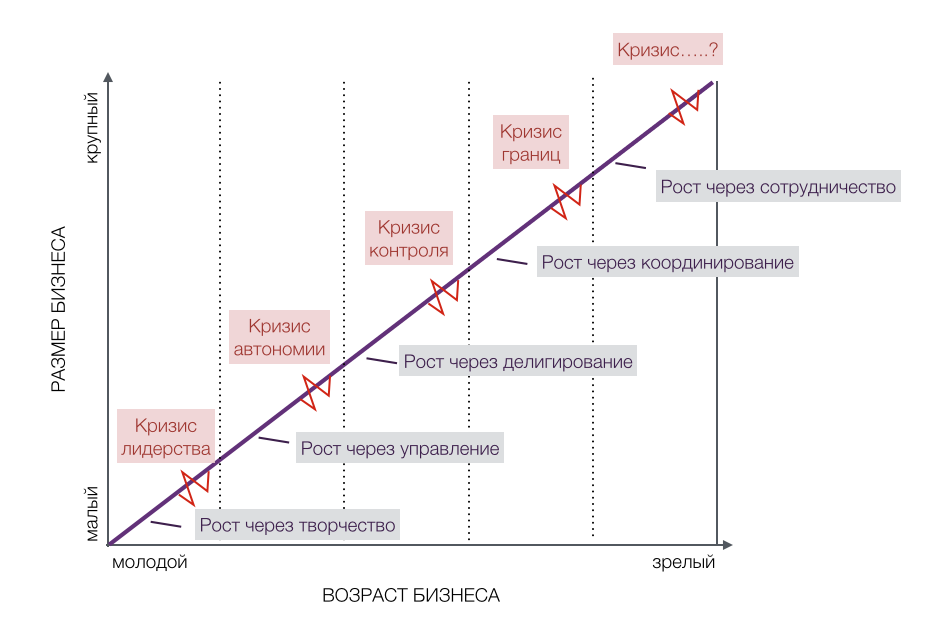 Кризис.....?
крупный
Кризис
границ
Рост через сотрудничество
Кризис
контроля
Рост через координирование
РАЗМЕР БИЗНЕСА
Кризис
автономии
Рост через делигирование
Кризис
лидерства
Рост через управление
малый
Рост через творчество
молодой
зрелый
ВОЗРАСТ БИЗНЕСА